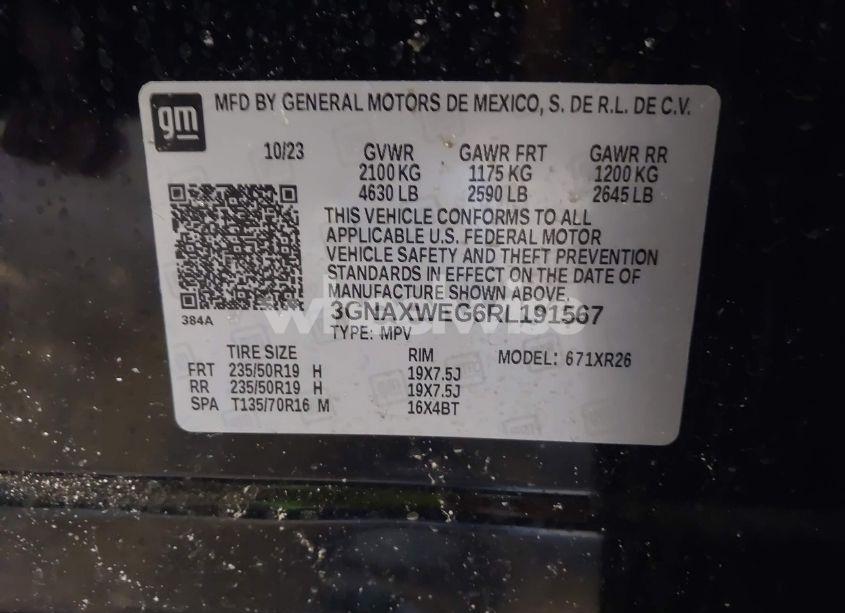 gm
MFD BY GENERAL MOTORS DE MEXICO, S. DE R.L. DE C.V.
10/23 GVWR GAWR FRT GAWR RR
2100 KG 1175 KG 1200 KG
4630 LB 2590 LB 2645 LB
THIS VEHICLE CONFORMS TO ALL
APPLICABLE U.S. FEDERAL MOTOR
VEHICLE SAFETY AND THEFT PREVENTION
STANDARDS IN EFFECT ON THE DATE OF
MANUFACTURE SHOWN ABOVE.
384A
3GNAXWEG6RL191567
TYPE: MPV
TIRE SIZE RIM MODEL: 671XR26
FRT 235/50R19 H 19X7.5J
RR 235/50R19 H 19X7.5J
SPA T135/70R16 M 16X4BT